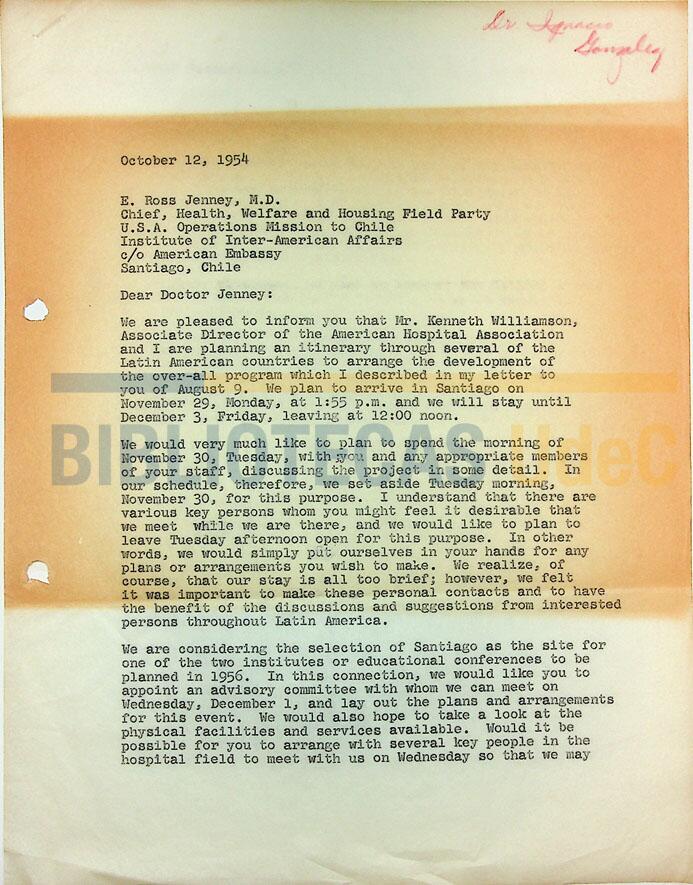 Dr Ignacio
Gonzalez
October 12, 1954
E. Ross Jenney, M.D.
Chief, Health, Welfare and Housing Field Party
U.S.A. Operations Mission to Chile
Institute of Inter-American Affairs
c/o American Embassy
Santiago, Chile
Dear Doctor Jenney:
We are pleased to inform you that Mr. Kenneth Williamson,
Associate Director of the American Hospital Association
and I are planning an itinerary through several of the
Latin American countries to arrange the development of
the over-all program which I described in my letter to
you of August 9. We plan to arrive in Santiago on
November 29, Monday, at 1:55 p.m. and we will stay until
December 3, Friday, leaving at 12:00 noon.
We would very much like to plan to spend the morning of
November 30, Tuesday, with you and any appropriate members
of your staff, discussing the project in some detail. In
our schedule, therefore, we set aside Tuesday morning,
November 30, for this purpose. I understand that there are
various key persons whom you might feel it desirable that
we meet while we are there, and we would like to plan to
leave Tuesday afternoon open for this purpose. In other
words, we would simply put ourselves in your hands for any
plans or arrangements you wish to make. We realize, of
course, that our stay is all too brief; however, we felt
it was important to make these personal contacts and to have
the benefit of the discussions and suggestions from interested
persons throughout Latin America.
We are considering the selection of Santiago as the site for
one of the two institutes or educational conferences to be
planned in 1956. In this connection, we would like you to
appoint an advisory committee with whom we can meet on
Wednesday, December 1, and lay out the plans and arrangements
for this event. We would also hope to take a look at the
physical facilities and services available. Would it be
possible for you to arrange with several key people in the
hospital field to meet with us on Wednesday so that we may
BIBLIOTECAS UdeC